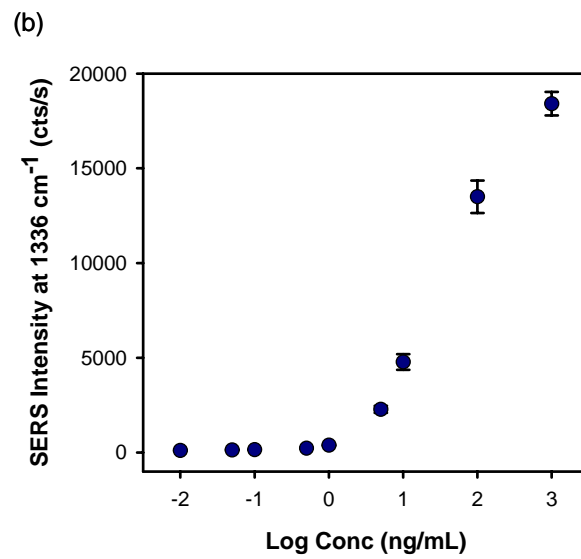 (b)
20000
15000
10000
5000
0
SERS Intensity at 1336 cm⁻¹ (cts/s)
-2 -1 0 1 2 3
Log Conc (ng/mL)